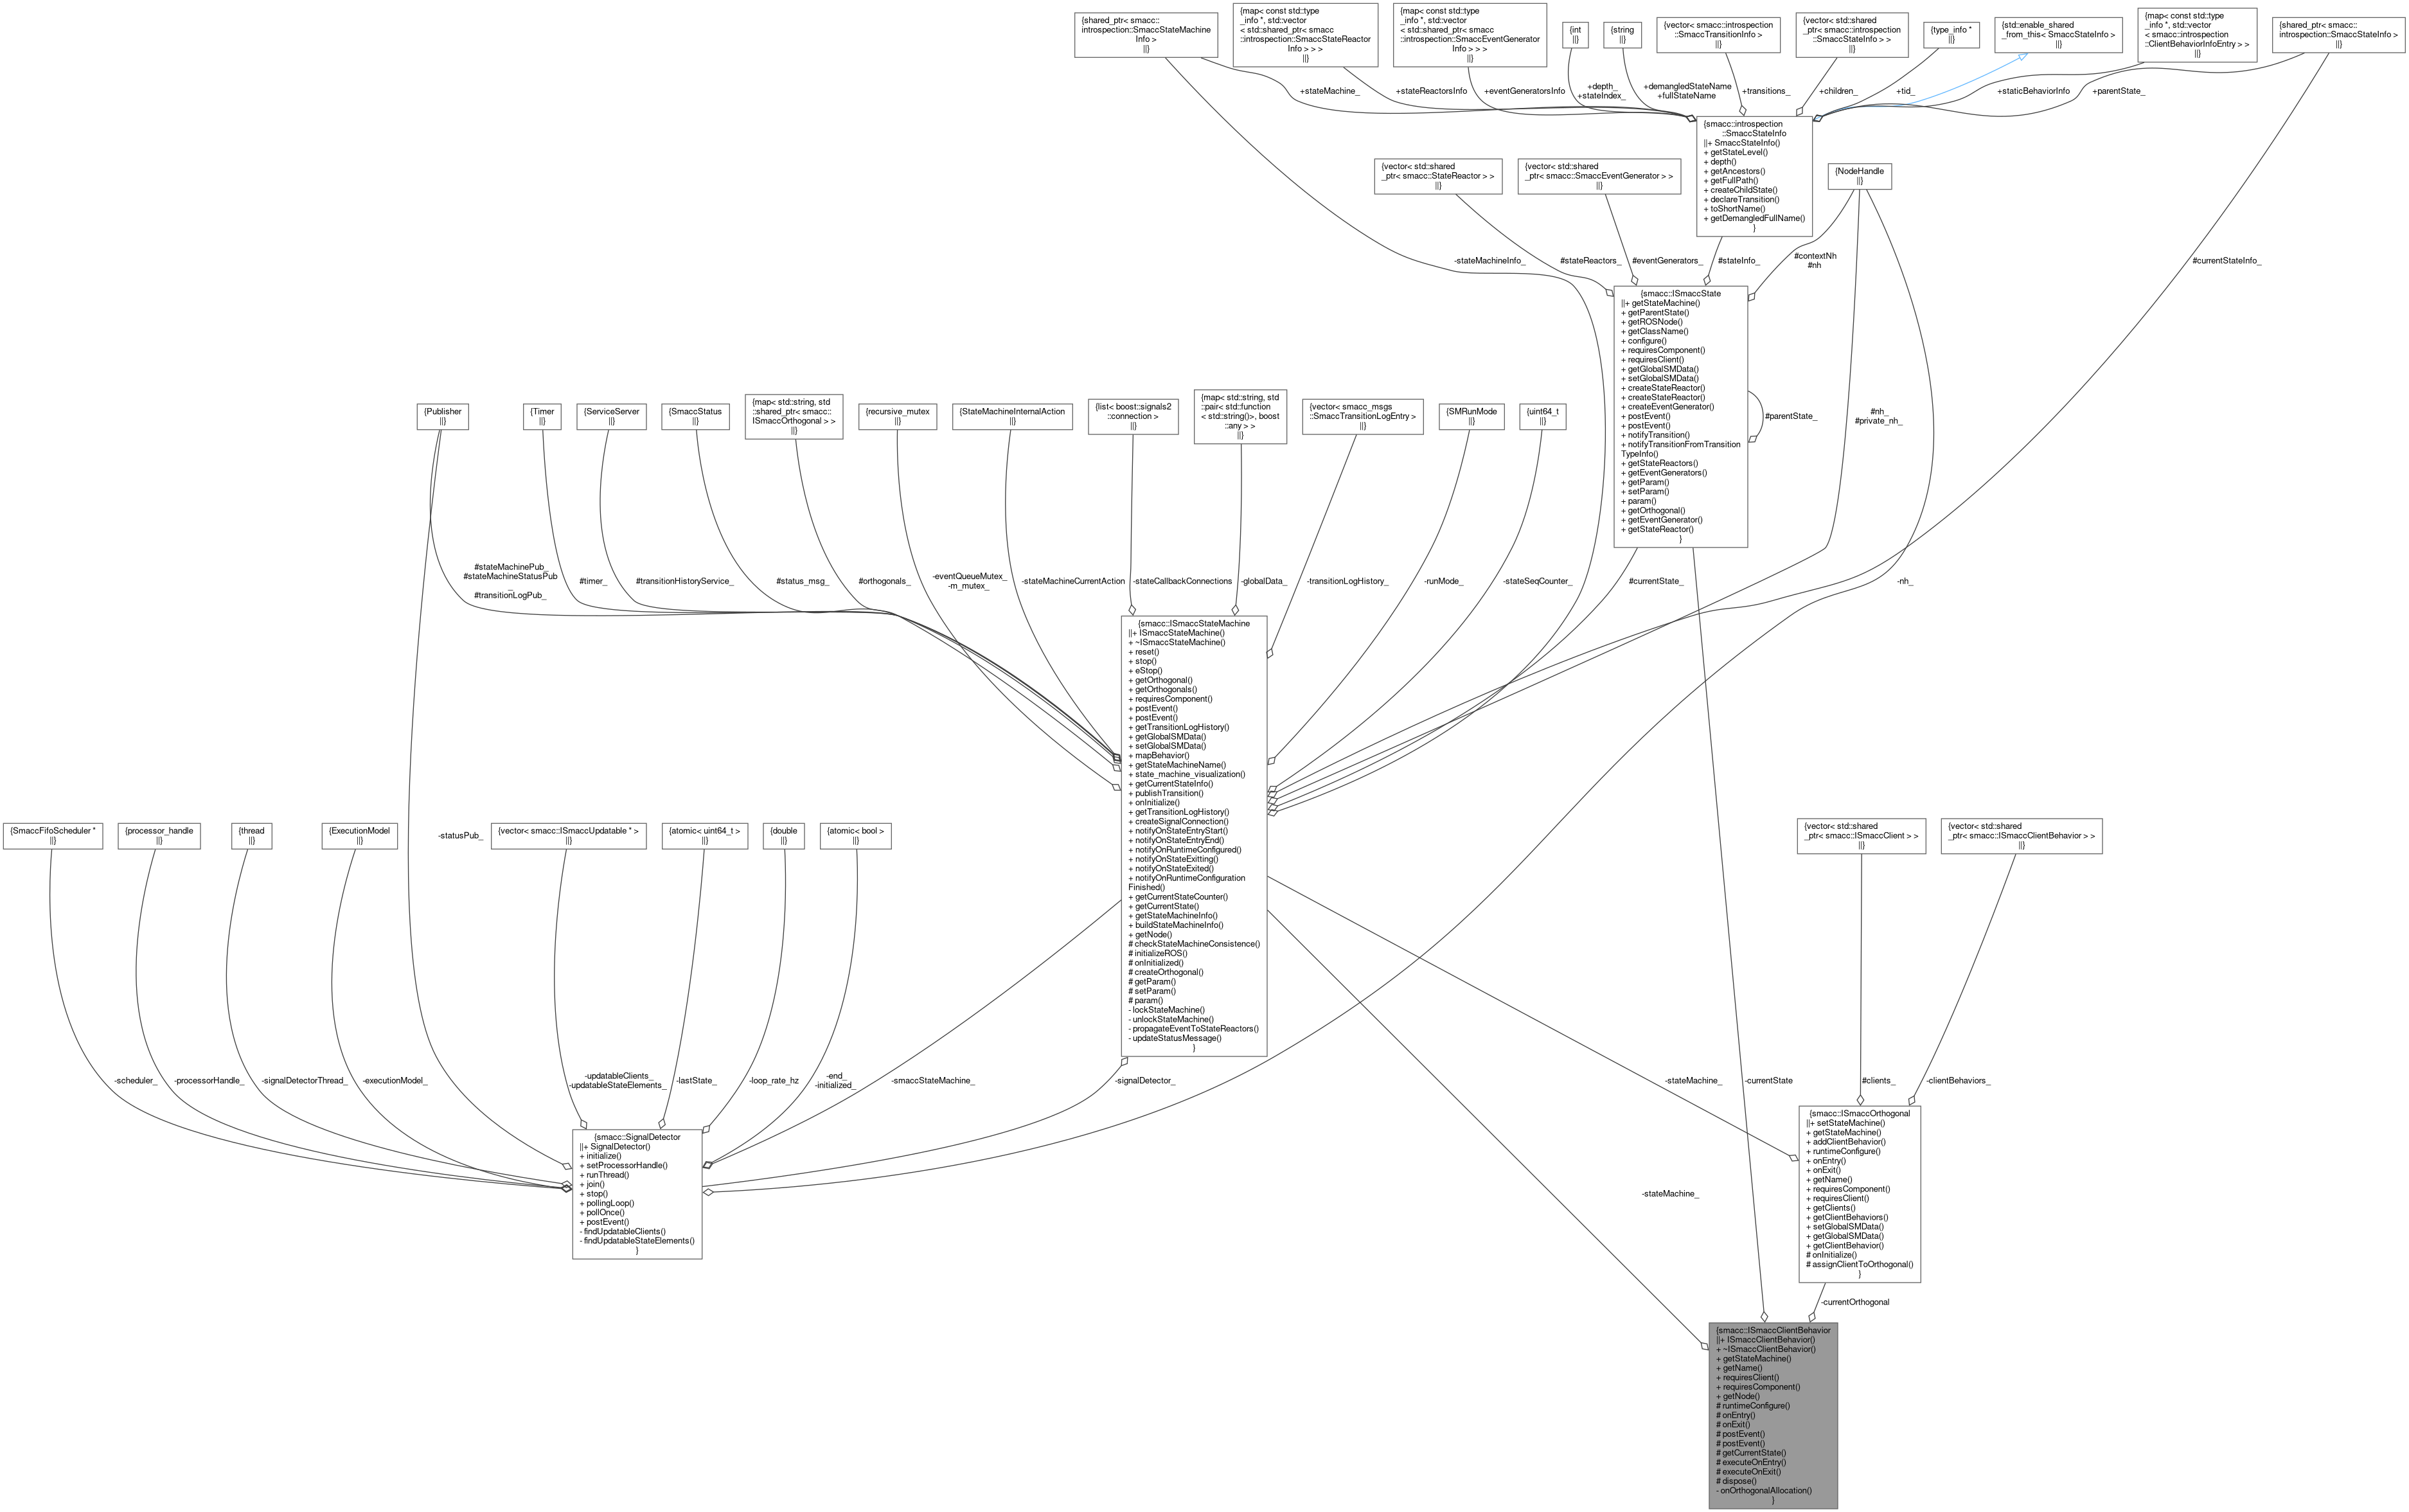 {shared_ptr< smacc::
introspection::SmaccStateMachine
Info >
||}
{map< const std::type
_info *, std::vector
< std::shared_ptr< smacc
::introspection::SmaccStateReactor
Info > > >
||}
{map< const std::type
_info *, std::vector
< std::shared_ptr< smacc
::introspection::SmaccEventGenerator
Info > > >
||}
{int
||}
{string
||}
{vector< smacc::introspection
::SmaccTransitionInfo >
||}
{vector< std::shared
_ptr< smacc::introspection
::SmaccStateInfo > >
||}
{type_info *
||}
{std::enable_shared
_from_this< SmaccStateInfo >
||}
{map< const std::type
_info *, std::vector
< smacc::introspection
::ClientBehaviorInfoEntry > >
||}
{shared_ptr< smacc::
introspection::SmaccStateInfo >
||}
+stateMachine_
+stateReactorsInfo
+eventGeneratorsInfo
+depth_
+stateIndex_
+demangledStateName
+fullStateName
+transitions_
+children_
+tid_
+staticBehaviorInfo
+parentState_
{smacc::introspection
::SmaccStateInfo
||+ SmaccStateInfo()
+ getStateLevel()
+ depth()
+ getAncestors()
+ getFullPath()
+ createChildState()
+ declareTransition()
+ toShortName()
+ getDemangledFullName()
}
{vector< std::shared
_ptr< smacc::StateReactor > >
||}
{vector< std::shared
_ptr< smacc::SmaccEventGenerator > >
||}
{NodeHandle
||}
-stateMachineInfo_
#stateReactors_
#eventGenerators_
#stateInfo_
#contextNh
#nh
#currentStateInfo_
{smacc::ISmaccState
||+ getStateMachine()
+ getParentState()
+ getROSNode()
+ getClassName()
+ configure()
+ requiresComponent()
+ requiresClient()
+ getGlobalSMData()
+ setGlobalSMData()
+ createStateReactor()
+ createStateReactor()
+ createEventGenerator()
+ postEvent()
+ postEvent()
+ notifyTransition()
+ notifyTransitionFromTransition
TypeInfo()
+ getStateReactors()
+ getEventGenerators()
+ getParam()
+ setParam()
+ param()
+ getOrthogonal()
+ getEventGenerator()
+ getStateReactor()
}
#parentState_
#nh_
#private_nh_
{Publisher
||}
{Timer
||}
{ServiceServer
||}
{SmaccStatus
||}
{map< std::string, std
::shared_ptr< smacc::
ISmaccOrthogonal > >
||}
{recursive_mutex
||}
{StateMachineInternalAction
||}
{list< boost::signals2
::connection >
||}
{map< std::string, std
::pair< std::function
< std::string()>, boost
::any > >
||}
{vector< smacc_msgs
::SmaccTransitionLogEntry >
||}
{SMRunMode
||}
{uint64_t
||}
#stateMachinePub_
#stateMachineStatusPub
_
#transitionLogPub_
#timer_
#transitionHistoryService_
#status_msg_
#orthogonals_
-eventQueueMutex_
-m_mutex_
-stateMachineCurrentAction
-stateCallbackConnections
-globalData_
-transitionLogHistory_
-runMode_
-stateSeqCounter_
#currentState_
-nh_
{smacc::ISmaccStateMachine
||+ ISmaccStateMachine()
+ ~ISmaccStateMachine()
+ reset()
+ stop()
+ eStop()
+ getOrthogonal()
+ getOrthogonals()
+ requiresComponent()
+ postEvent()
+ postEvent()
+ getTransitionLogHistory()
+ getGlobalSMData()
+ setGlobalSMData()
+ mapBehavior()
+ getStateMachineName()
+ state_machine_visualization()
+ getCurrentStateInfo()
+ publishTransition()
+ onInitialize()
+ getTransitionLogHistory()
+ createSignalConnection()
+ notifyOnStateEntryStart()
+ notifyOnStateEntryEnd()
+ notifyOnRuntimeConfigured()
+ notifyOnStateExitting()
+ notifyOnStateExited()
+ notifyOnRuntimeConfiguration
Finished()
+ getCurrentStateCounter()
+ getCurrentState()
+ getStateMachineInfo()
+ buildStateMachineInfo()
+ getNode()
# checkStateMachineConsistence()
# initializeROS()
# onInitialized()
# createOrthogonal()
# getParam()
# setParam()
# param()
- lockStateMachine()
- unlockStateMachine()
- propagateEventToStateReactors()
- updateStatusMessage()
}
{SmaccFifoScheduler *
||}
{processor_handle
||}
{thread
||}
{ExecutionModel
||}
-statusPub_
{vector< smacc::ISmaccUpdatable * >
||}
{atomic< uint64_t >
||}
{double
||}
{atomic< bool >
||}
{vector< std::shared
_ptr< smacc::ISmaccClient > >
||}
{vector< std::shared
_ptr< smacc::ISmaccClientBehavior > >
||}
-scheduler_
-processorHandle_
-signalDetectorThread_
-executionModel_
-updatableClients_
-updatableStateElements_
-lastState_
-loop_rate_hz
-end_
-initialized_
-smaccStateMachine_
-signalDetector_
-stateMachine_
-currentState
#clients_
-clientBehaviors_
{smacc::SignalDetector
||+ SignalDetector()
+ initialize()
+ setProcessorHandle()
+ runThread()
+ join()
+ stop()
+ pollingLoop()
+ pollOnce()
+ postEvent()
- findUpdatableClients()
- findUpdatableStateElements()
}
{smacc::ISmaccOrthogonal
||+ setStateMachine()
+ getStateMachine()
+ addClientBehavior()
+ runtimeConfigure()
+ onEntry()
+ onExit()
+ getName()
+ requiresComponent()
+ requiresClient()
+ getClients()
+ getClientBehaviors()
+ setGlobalSMData()
+ getGlobalSMData()
+ getClientBehavior()
# onInitialize()
# assignClientToOrthogonal()
}
-stateMachine_
-currentOrthogonal
{smacc::ISmaccClientBehavior
||+ ISmaccClientBehavior()
+ ~ISmaccClientBehavior()
+ getStateMachine()
+ getName()
+ requiresClient()
+ requiresComponent()
+ getNode()
# runtimeConfigure()
# onEntry()
# onExit()
# postEvent()
# postEvent()
# getCurrentState()
# executeOnEntry()
# executeOnExit()
# dispose()
- onOrthogonalAllocation()
}